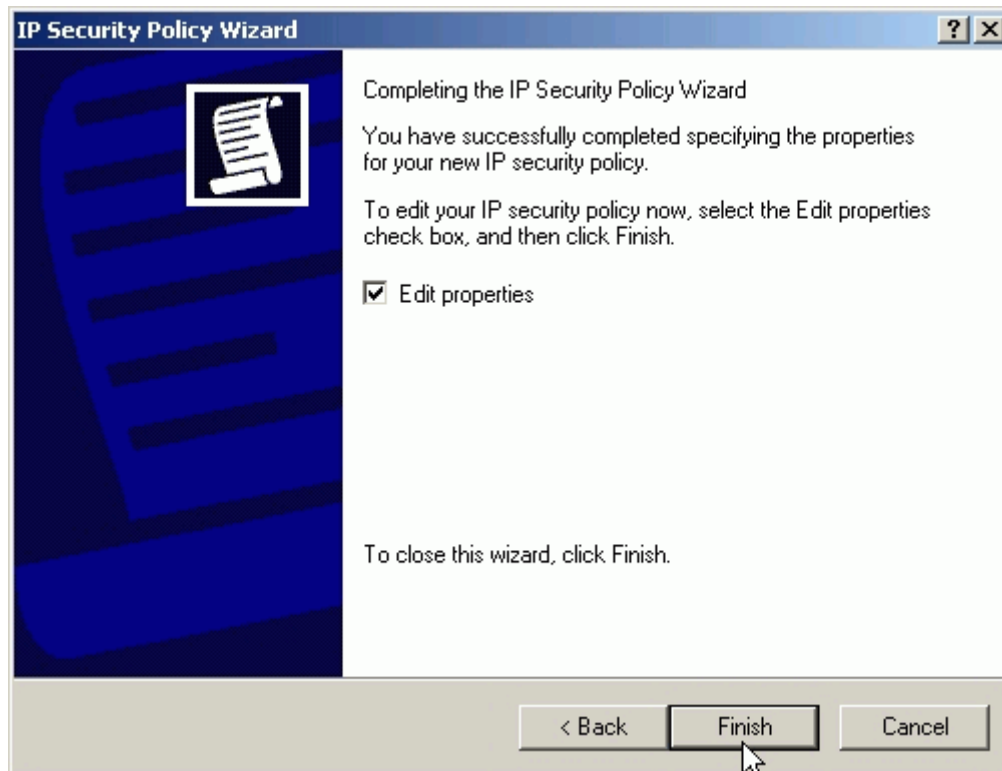 IP Security Policy Wizard
Completing the IP Security Policy Wizard
You have successfully completed specifying the properties
for your new IP security policy.
To edit your IP security policy now, select the Edit properties
check box, and then click Finish.
Edit properties
To close this wizard, click Finish.
< Back Finish Cancel